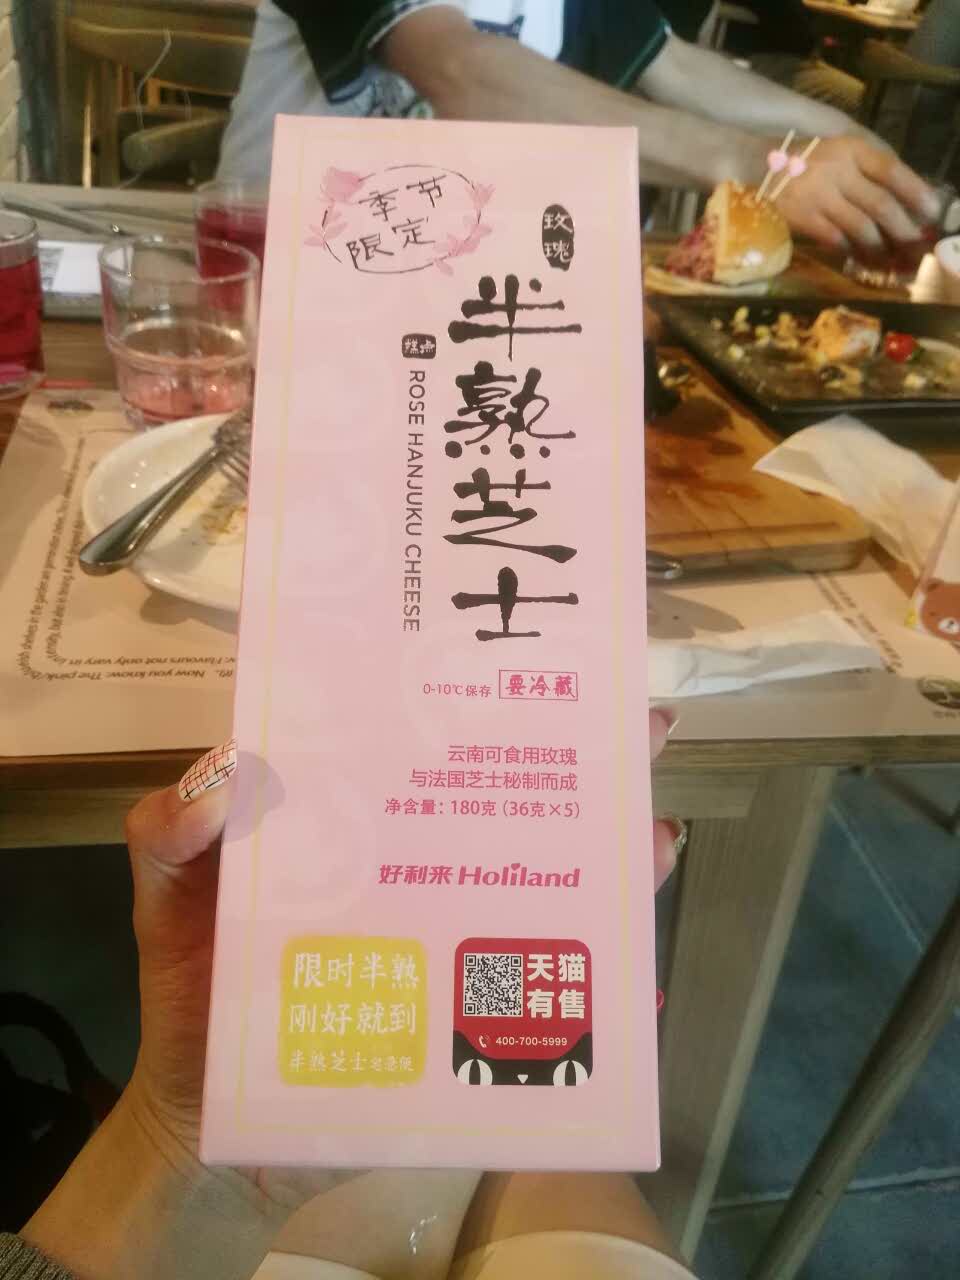 季节
限定
玫瑰
半熟芝士
糕点
ROSE HANJUKU CHEESE
0-10℃保存 要冷藏
云南可食用玫瑰
与法国芝士秘制而成
净含量：180克（36克×5）
好利来 Holiland
限时半熟
刚好就到
半熟芝士宅急便
天猫
有售
400-700-5999